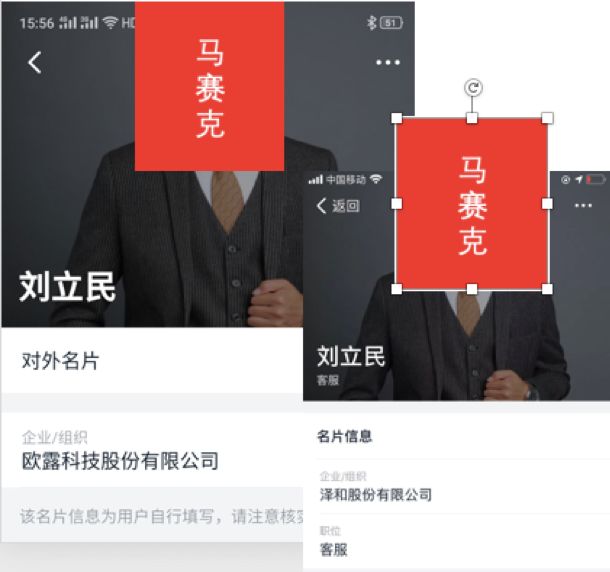 15:56
HD
51
马
赛
克
刘立民
对外名片
企业/组织
欧露科技股份有限公司
该名片信息为用户自行填写，请注意核实
中国移动
返回
马
赛
克
刘立民
客服
名片信息
企业/组织
泽和股份有限公司
职位
客服